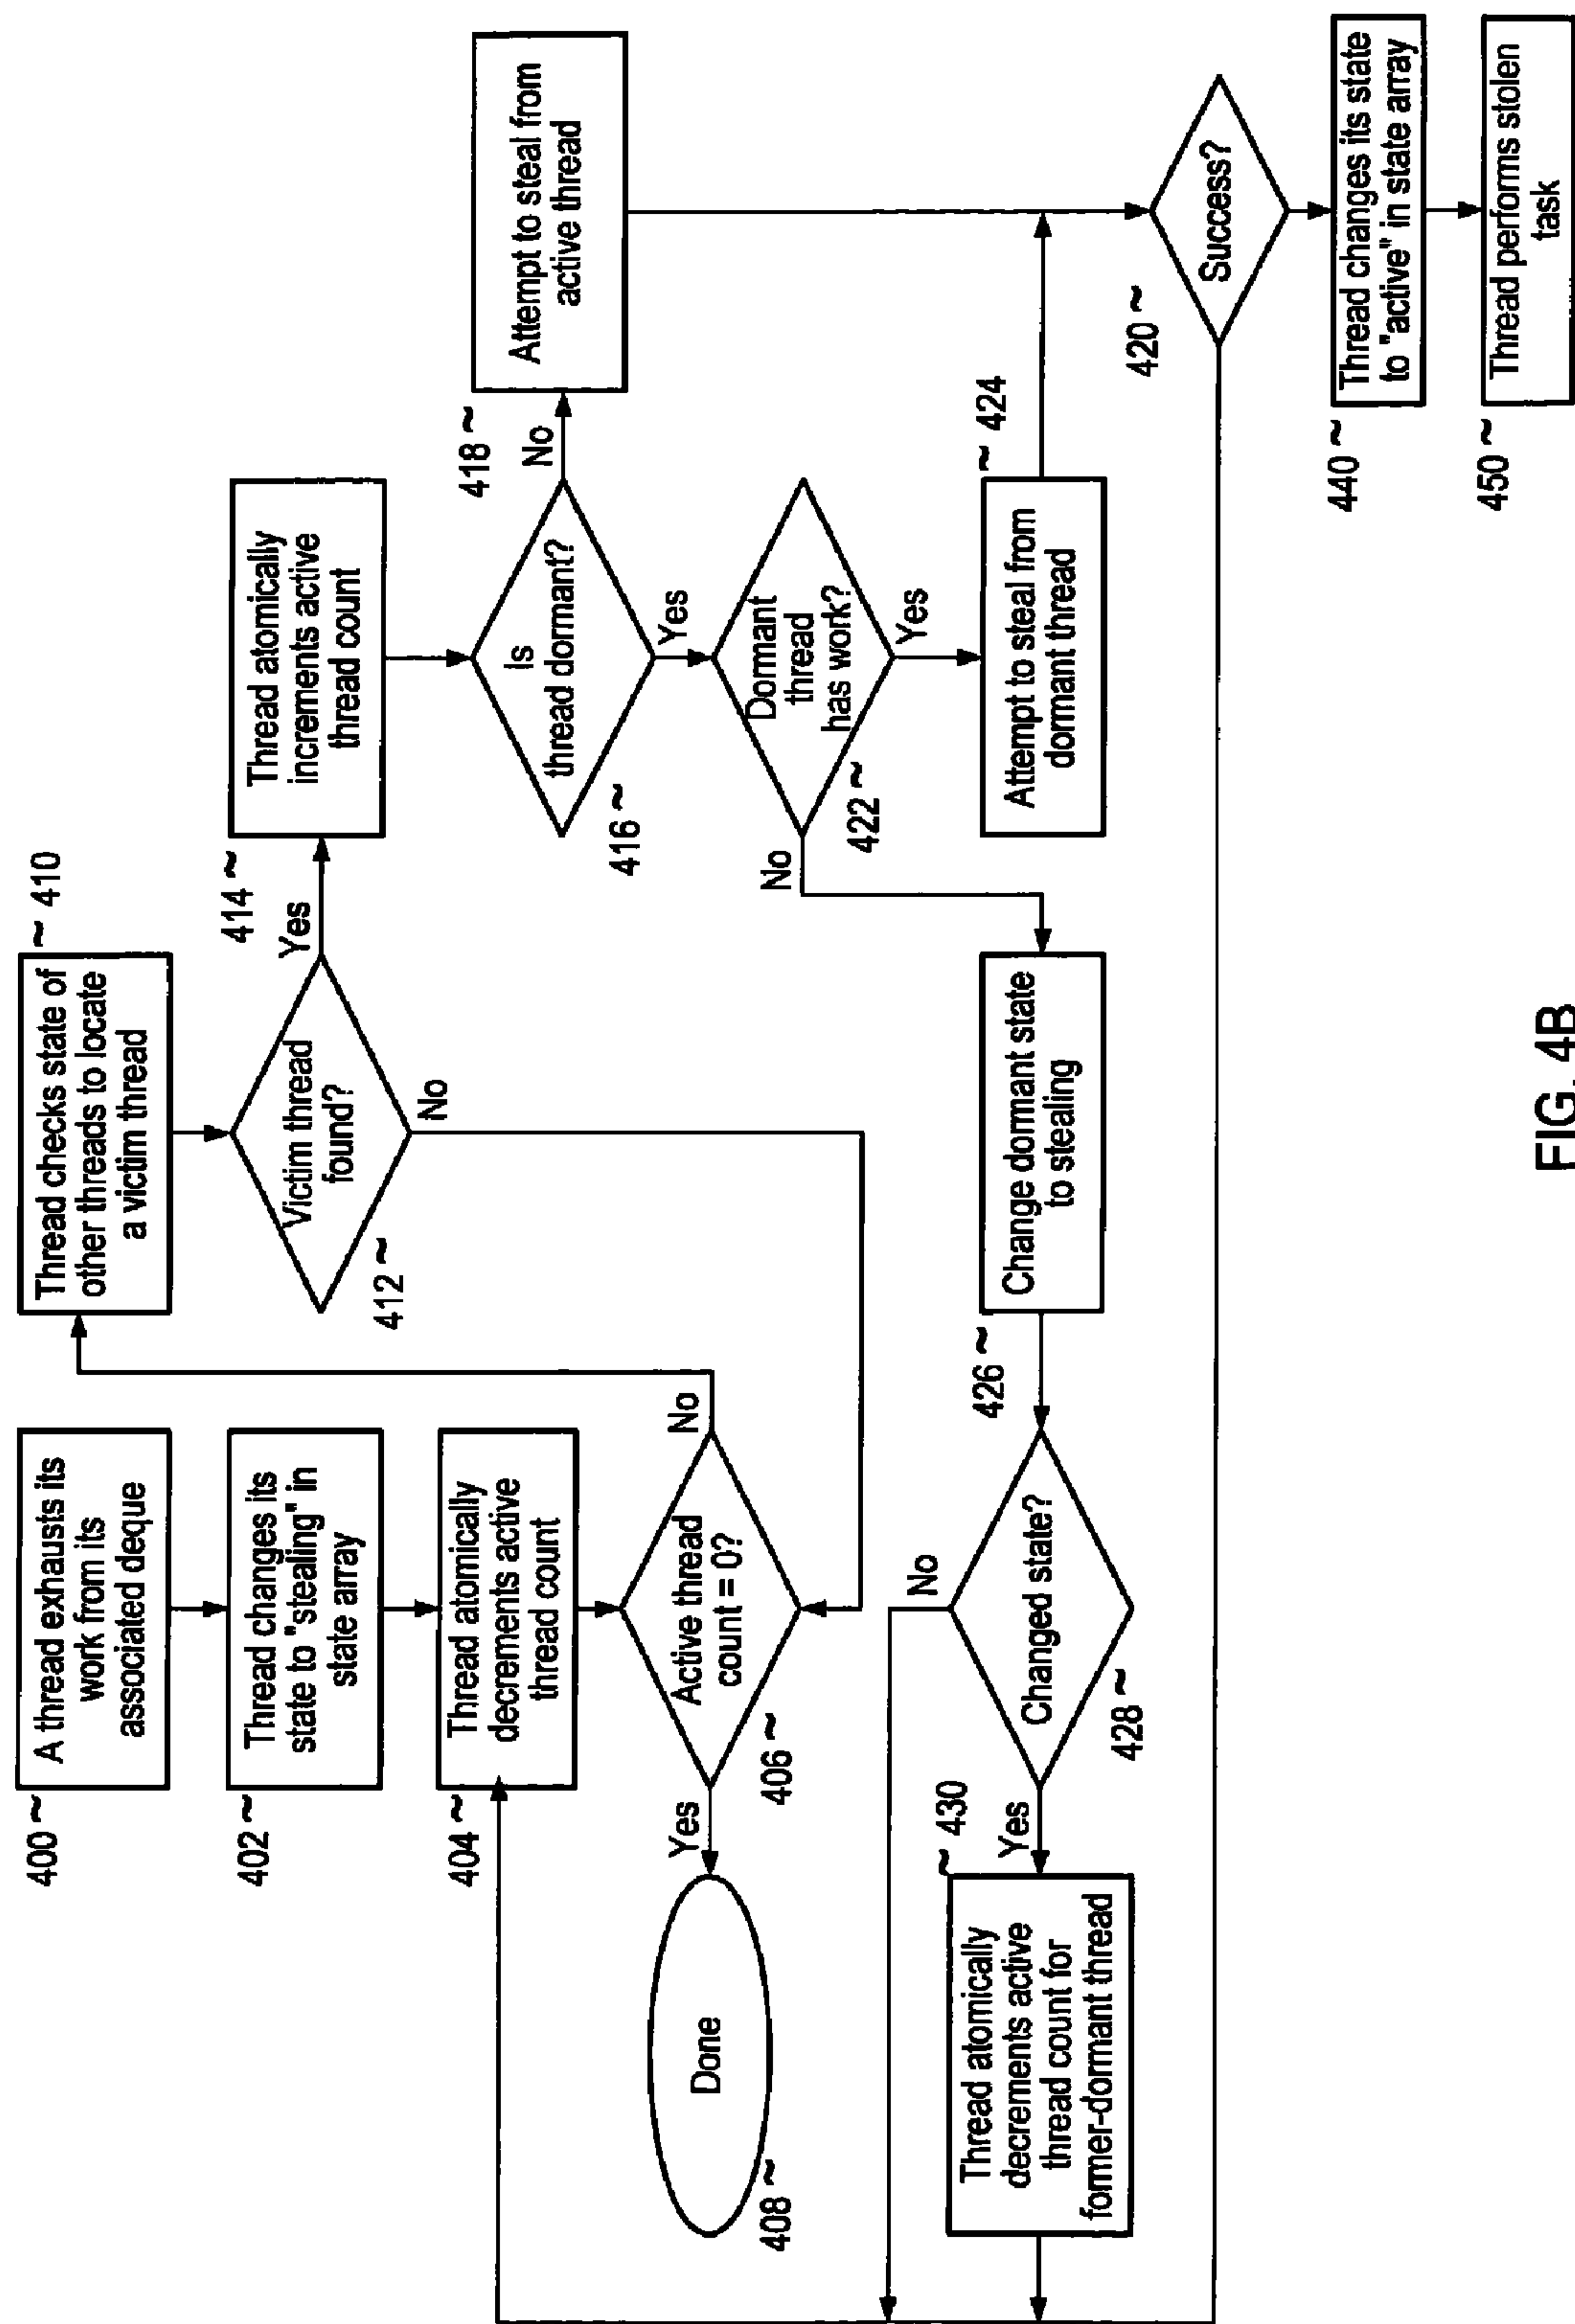 400 ~
A thread exhausts its
work from its
associated deque
402 ~
Thread changes its
state to "stealing" in
state array
404 ~
Thread atomically
decrements active
thread count
406 ~
Active thread
count = 0?
Yes
No
408 ~
Done
~ 410
Thread checks state of
other threads to locate
a victim thread
412 ~
Victim thread
found?
Yes
No
414 ~
Thread atomically
increments active
thread count
416 ~
Is
thread dormant?
No
Yes
418 ~
Attempt to steal from
active thread
422 ~
Dormant
thread
has work?
No
Yes
~ 424
Attempt to steal from
dormant thread
426 ~
Change dormant state
to stealing
428 ~
Changed state?
No
Yes
~ 430
Thread atomically
decrements active
thread count for
former-dormant thread
420 ~
Success?
440 ~
Thread changes its state
to "active" in state array
450 ~
Thread performs stolen
task
FIG. 4B